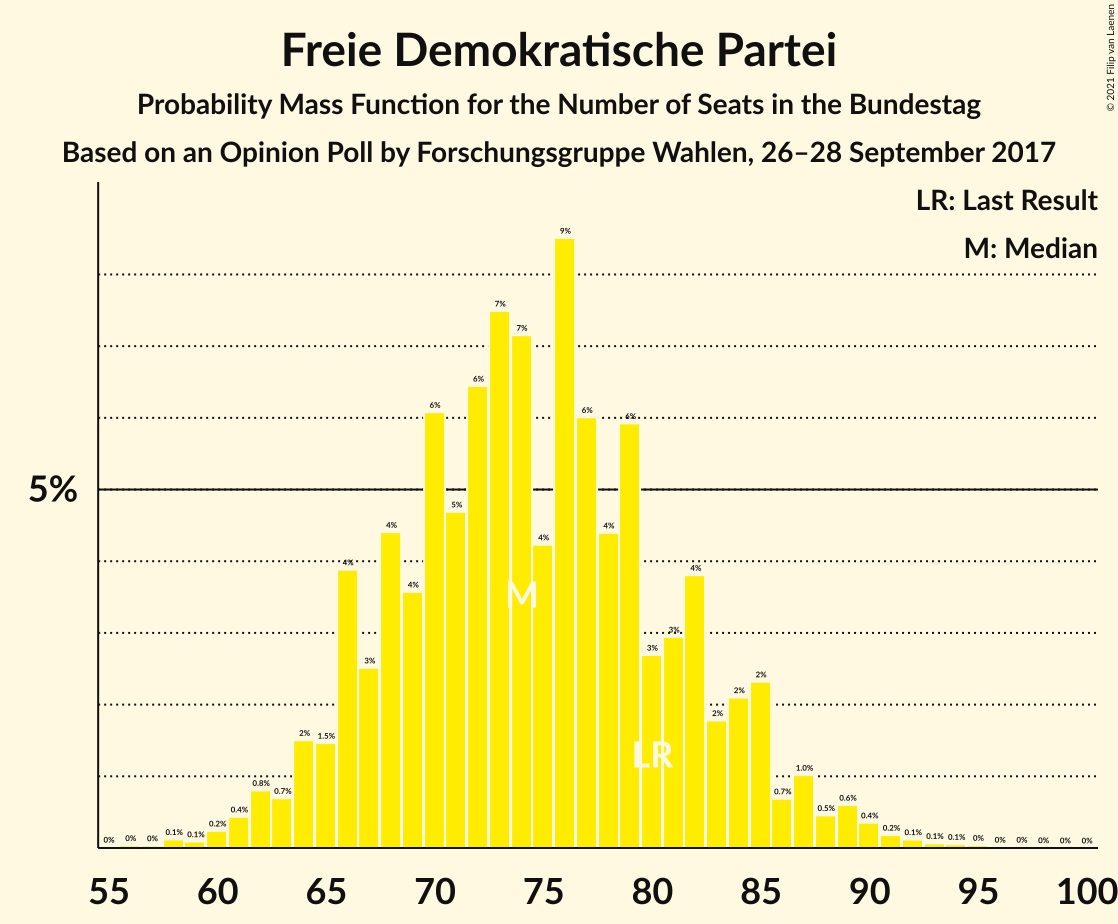 © 2021 Filip van Laenen
Freie Demokratische Partei
Probability Mass Function for the Number of Seats in the Bundestag
Based on an Opinion Poll by Forschungsgruppe Wahlen, 26–28 September 2017
LR: Last Result
M: Median
5%
0% 0% 0% 0.1% 0.1% 0.2% 0.4% 0.8% 0.7% 2% 1.5% 4% 3% 4% 4% 6% 5% 6% 7% 7% 4% 9% 6% 4% 6% 3% 3% 4% 2% 2% 2% 0.7% 1.0% 0.5% 0.6% 0.4% 0.2% 0.1% 0.1% 0.1% 0% 0% 0% 0% 0% 0%
M
LR
55 60 65 70 75 80 85 90 95 100